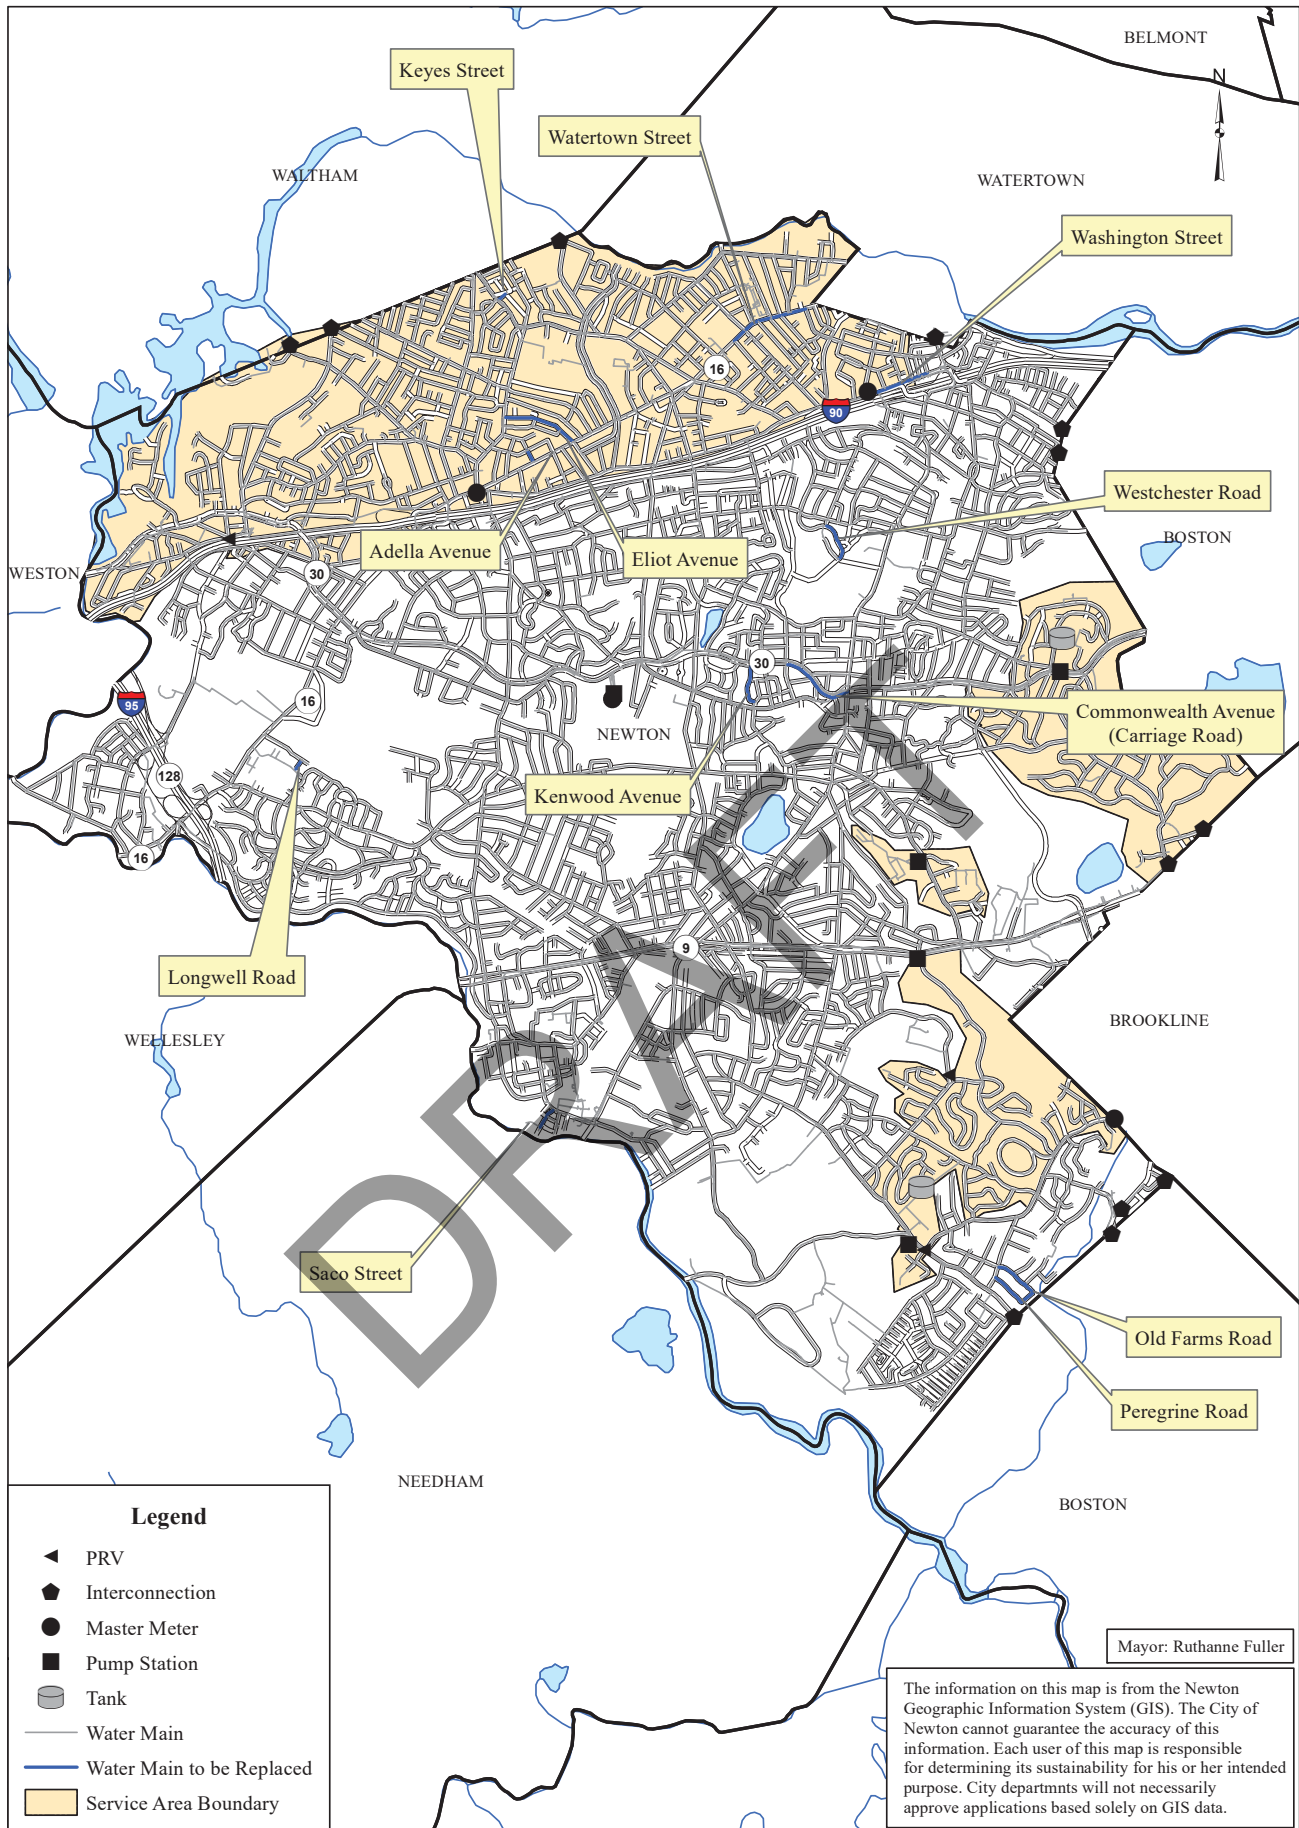 BELMONT
Keyes Street
N
Watertown Street
WALTHAM
WATERTOWN
Washington Street
16
90
Westchester Road
BOSTON
Adella Avenue
Eliot Avenue
WESTON
30
30
16
95
Commonwealth Avenue
(Carriage Road)
NEWTON
128
Kenwood Avenue
16
9
Longwell Road
BROOKLINE
WELLESLEY
DRAFT
Saco Street
Old Farms Road
Peregrine Road
NEEDHAM
BOSTON
Legend
PRV
Interconnection
Master Meter
Pump Station
Tank
Water Main
Water Main to be Replaced
Service Area Boundary
Mayor: Ruthanne Fuller
The information on this map is from the Newton
Geographic Information System (GIS). The City of
Newton cannot guarantee the accuracy of this
information. Each user of this map is responsible
for determining its sustainability for his or her intended
purpose. City departmnts will not necessarily
approve applications based solely on GIS data.